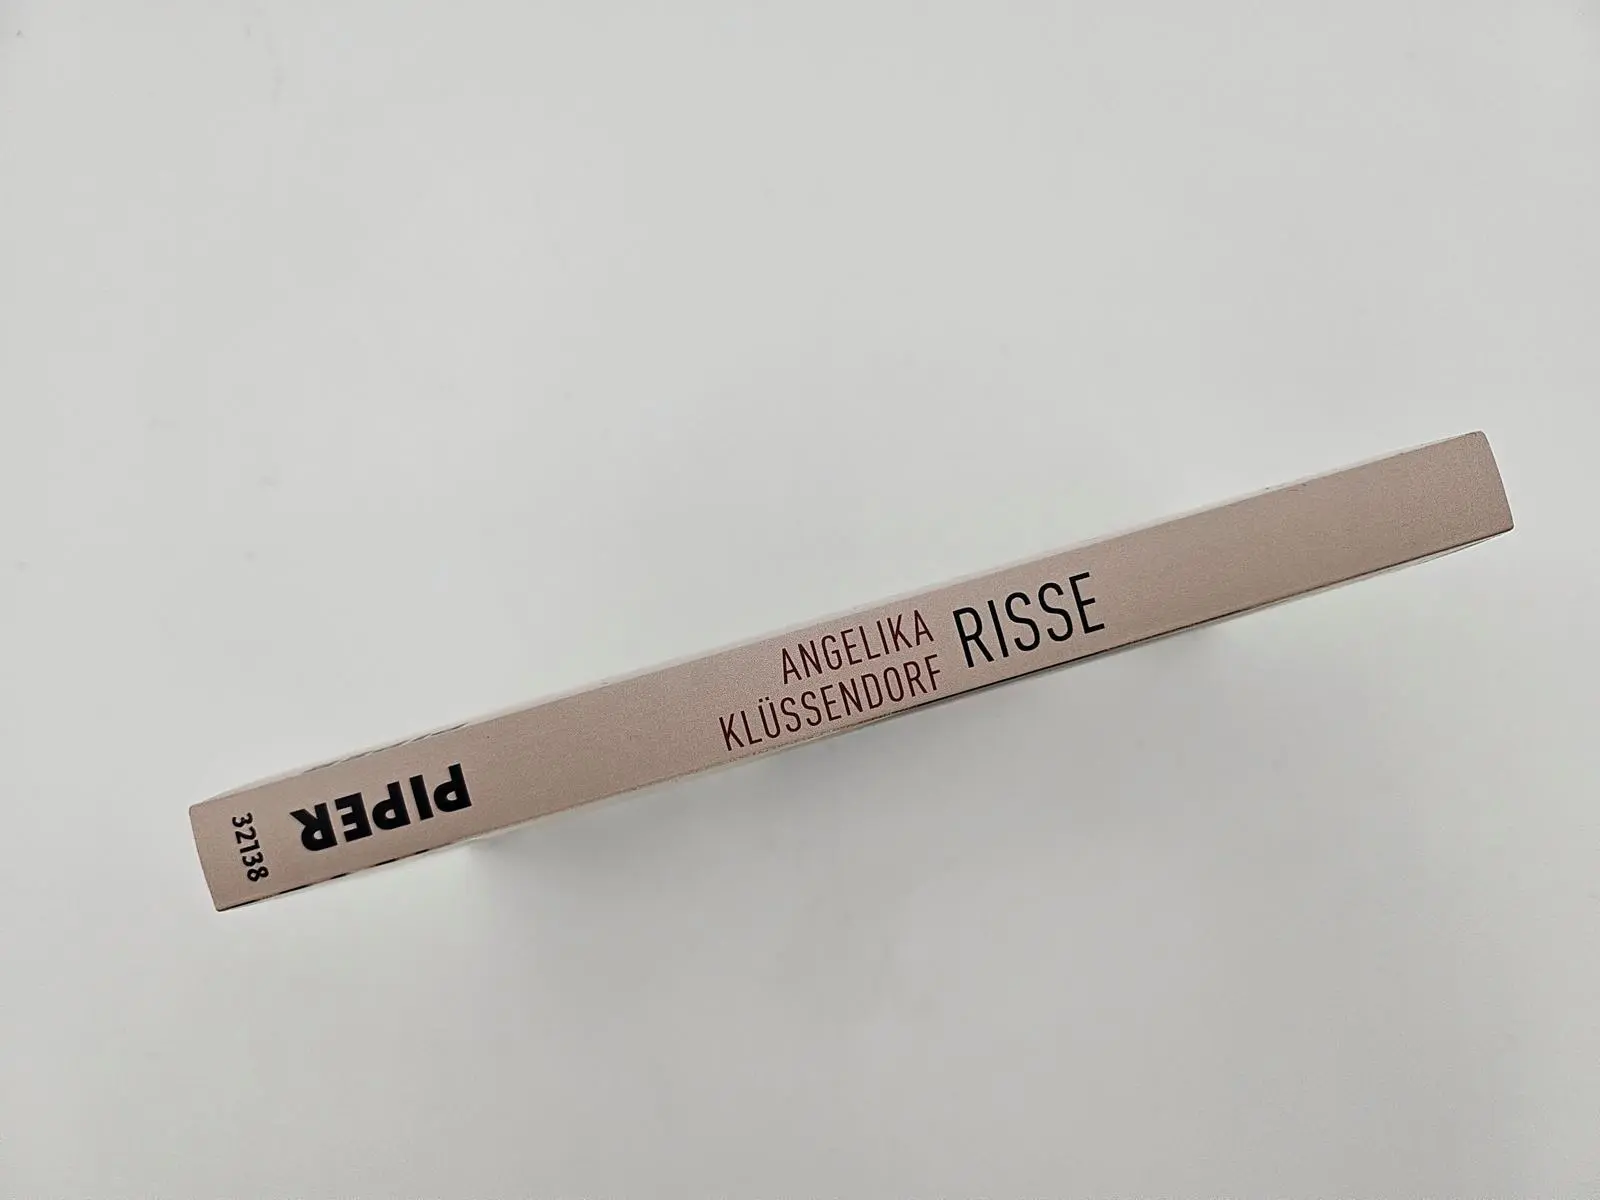 ANGELIKA
KLÜSSENDORF
RISSE
PIPER
32138